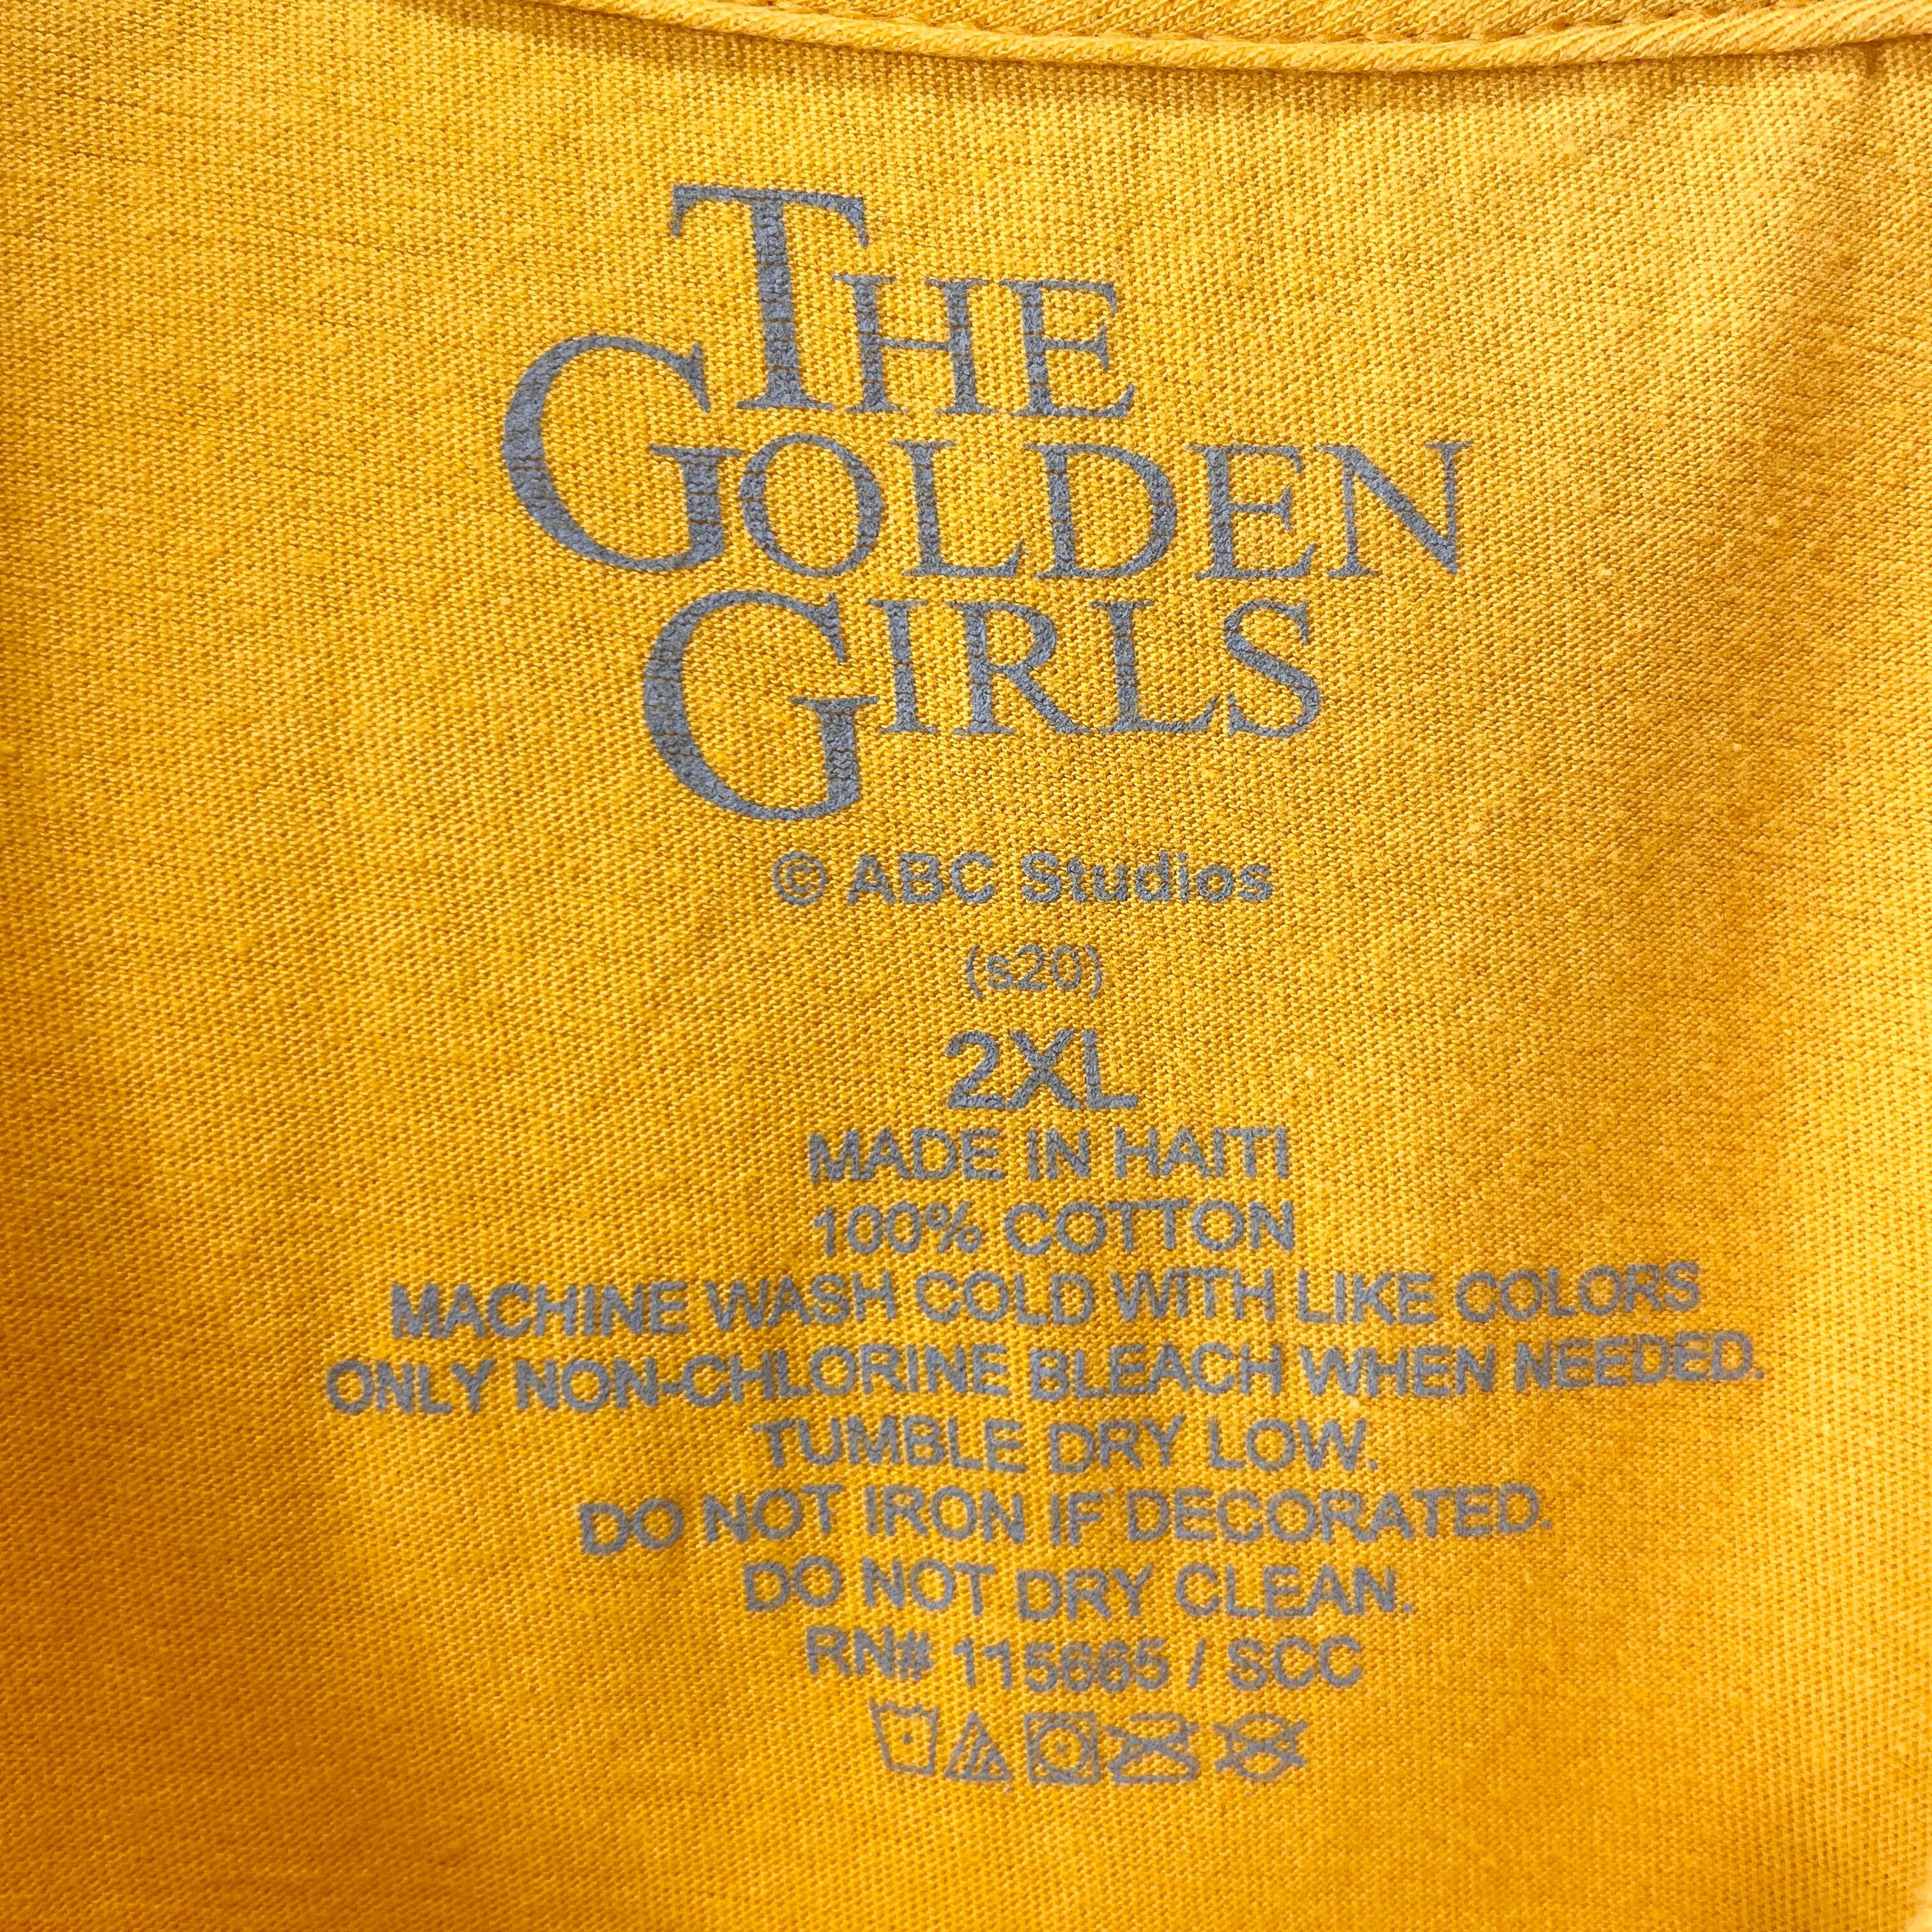 THE
GOLDEN
GIRLS
© ABC Studios
(s20)
2XL
MADE IN HAITI
100% COTTON
MACHINE WASH COLD WITH LIKE COLORS
ONLY NON-CHLORINE BLEACH WHEN NEEDED.
TUMBLE DRY LOW.
DO NOT IRON IF DECORATED.
DO NOT DRY CLEAN.
RN# 115665 / SCC